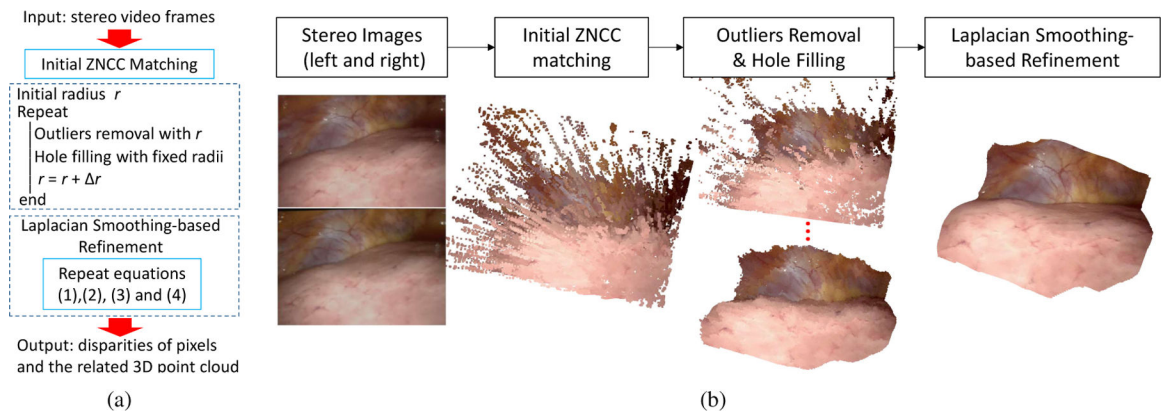 Input: stereo video frames
Initial ZNCC Matching
Initial radius r
Repeat
Outliers removal with r
Hole filling with fixed radii
r = r + Δr
end
Laplacian Smoothing-based
Refinement
Repeat equations
(1),(2), (3) and (4)
Output: disparities of pixels
and the related 3D point cloud
(a)
Stereo Images
(left and right)
Initial ZNCC
matching
Outliers Removal
& Hole Filling
Laplacian Smoothing-
based Refinement
(b)